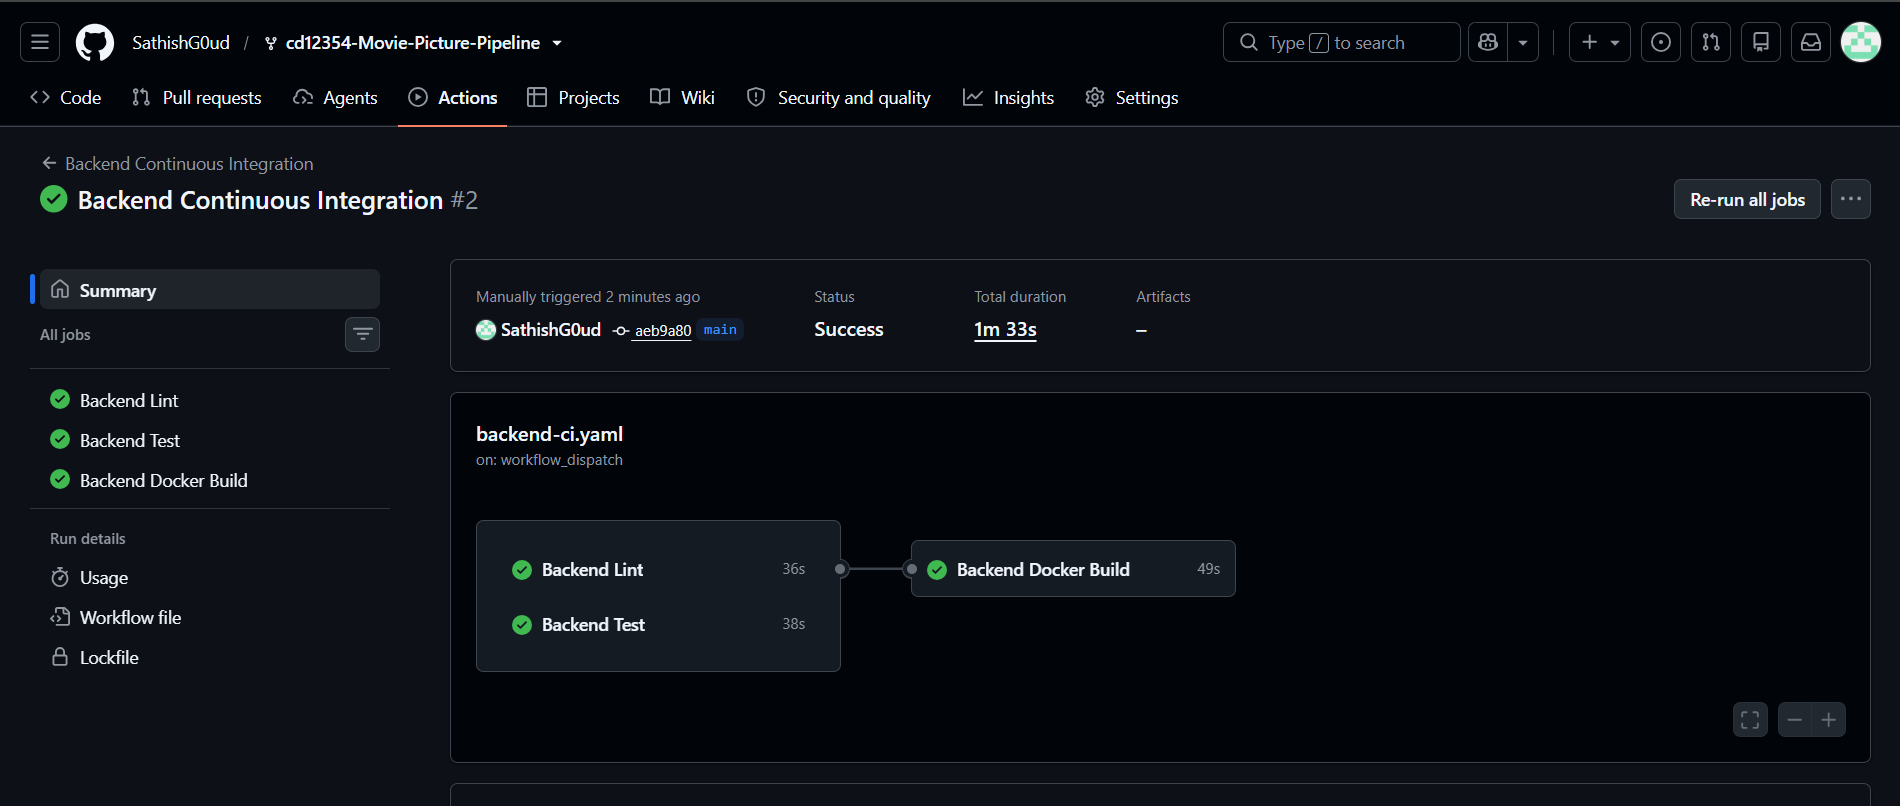 SathishG0ud / cd12354-Movie-Picture-Pipeline
Type / to search
Code Pull requests Agents Actions Projects Wiki Security and quality Insights Settings
Backend Continuous Integration
Backend Continuous Integration #2
Re-run all jobs
Summary
All jobs
Backend Lint
Backend Test
Backend Docker Build
Run details
Usage
Workflow file
Lockfile
Manually triggered 2 minutes ago
SathishG0ud aeb9a80 main
Status
Success
Total duration
1m 33s
Artifacts
–
backend-ci.yaml
on: workflow_dispatch
Backend Lint 36s
Backend Test 38s
Backend Docker Build 49s